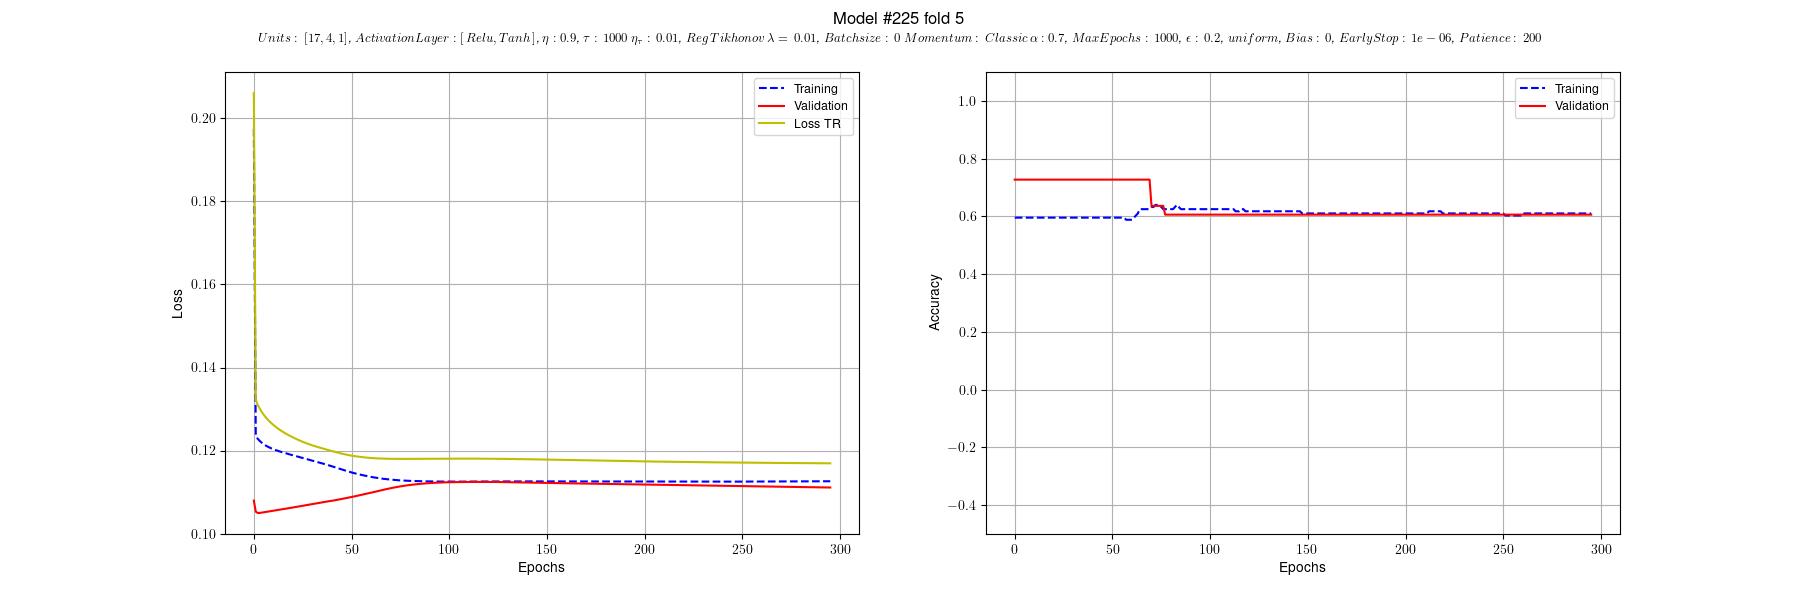 Model #225 fold 5
Units : [17, 4, 1], ActivationLayer : [Relu, Tanh], η : 0.9, τ : 1000 ητ : 0.01, RegTikhonov λ = 0.01, Batchsize : 0 Momentum : Classic α : 0.7, MaxEpochs : 1000, ϵ : 0.2, uniform, Bias : 0, EarlyStop : 1e − 06, Patience : 200
Training
Validation
Loss TR
0.20
0.18
0.16
0.14
0.12
0.10
Loss
0 50 100 150 200 250 300
Epochs
Training
Validation
1.0
0.8
0.6
0.4
0.2
0.0
−0.2
−0.4
Accuracy
0 50 100 150 200 250 300
Epochs